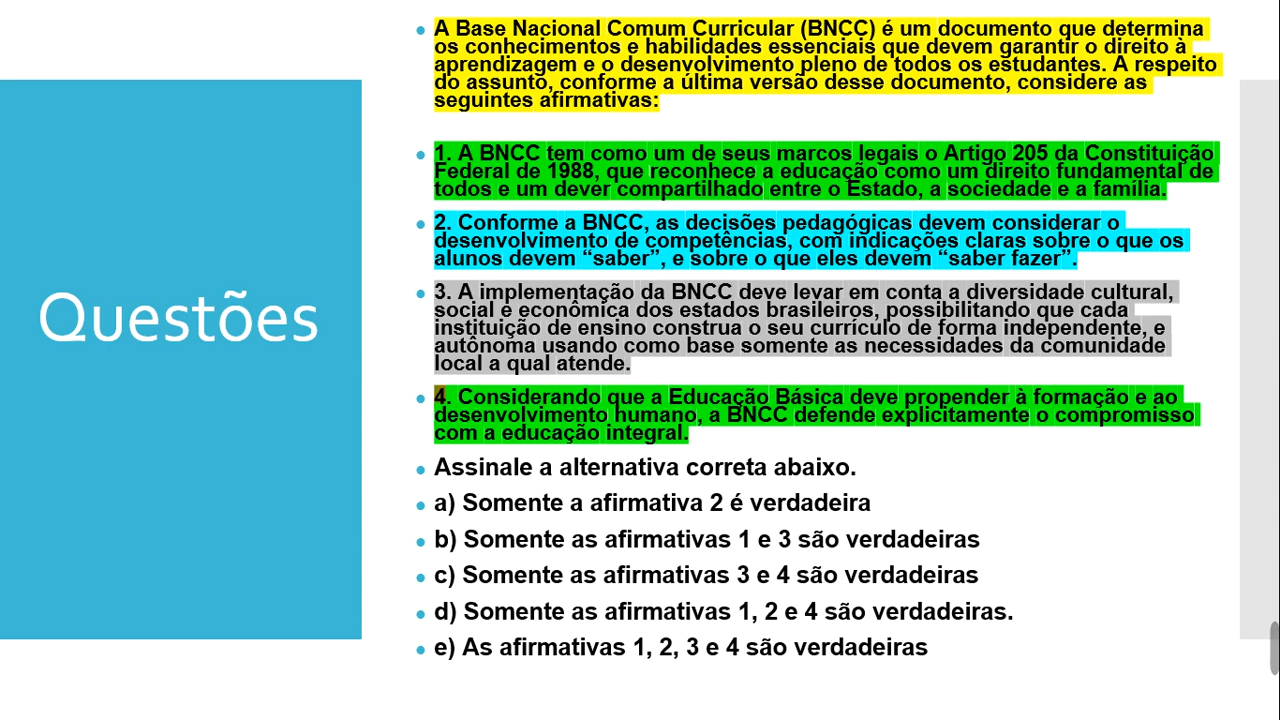 Questões
A Base Nacional Comum Curricular (BNCC) é um documento que determina
os conhecimentos e habilidades essenciais que devem garantir o direito à
aprendizagem e o desenvolvimento pleno de todos os estudantes. A respeito
do assunto, conforme a última versão desse documento, considere as
seguintes afirmativas:
1. A BNCC tem como um de seus marcos legais o Artigo 205 da Constituição
Federal de 1988, que reconhece a educação como um direito fundamental de
todos e um dever compartilhado entre o Estado, a sociedade e a família.
2. Conforme a BNCC, as decisões pedagógicas devem considerar o
desenvolvimento de competências, com indicações claras sobre o que os
alunos devem “saber”, e sobre o que eles devem “saber fazer”.
3. A implementação da BNCC deve levar em conta a diversidade cultural,
social e econômica dos estados brasileiros, possibilitando que cada
instituição de ensino construa o seu currículo de forma independente, e
autônoma usando como base somente as necessidades da comunidade
local a qual atende.
4. Considerando que a Educação Básica deve propender à formação e ao
desenvolvimento humano, a BNCC defende explicitamente o compromisso
com a educação integral.
Assinale a alternativa correta abaixo.
a) Somente a afirmativa 2 é verdadeira
b) Somente as afirmativas 1 e 3 são verdadeiras
c) Somente as afirmativas 3 e 4 são verdadeiras
d) Somente as afirmativas 1, 2 e 4 são verdadeiras.
e) As afirmativas 1, 2, 3 e 4 são verdadeiras